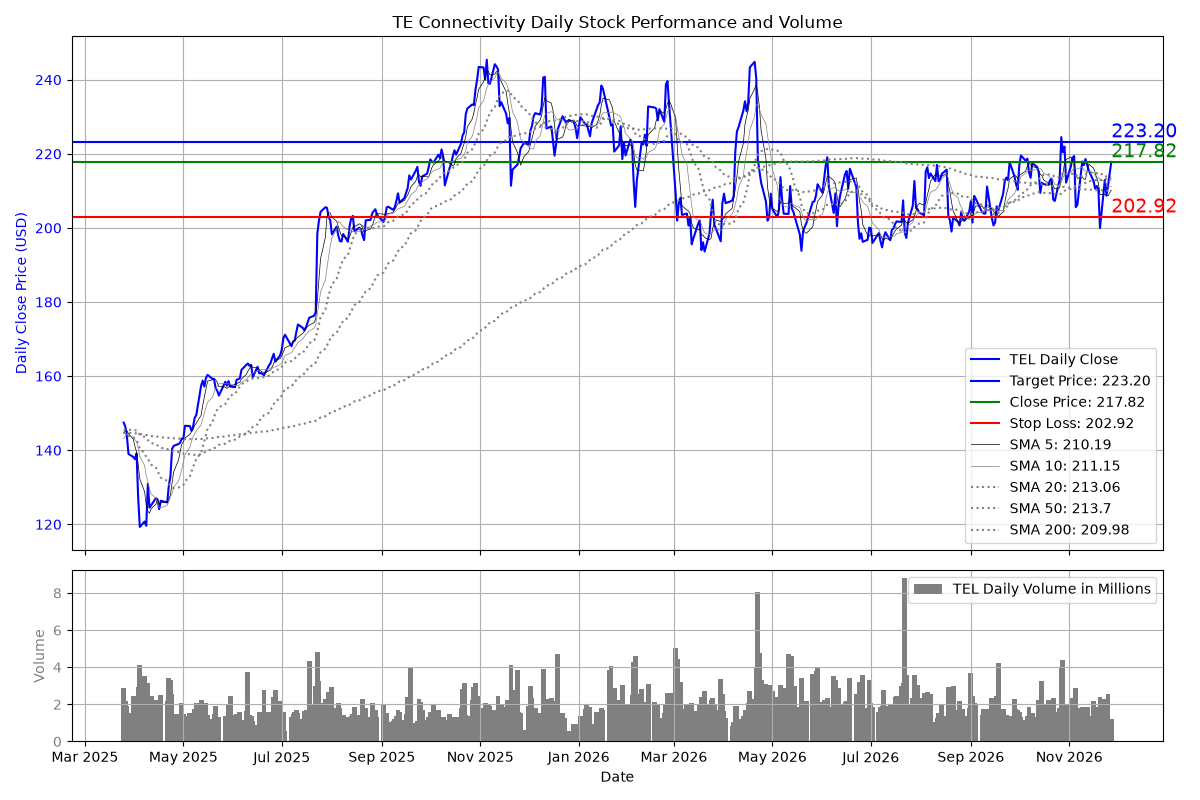 TE Connectivity Daily Stock Performance and Volume
Daily Close Price (USD)
240
220
200
180
160
140
120
223.20
217.82
202.92
TEL Daily Close
Target Price: 223.20
Close Price: 217.82
Stop Loss: 202.92
SMA 5: 210.19
SMA 10: 211.15
SMA 20: 213.06
SMA 50: 213.7
SMA 200: 209.98
Volume
8
6
4
2
0
TEL Daily Volume in Millions
Mar 2025 May 2025 Jul 2025 Sep 2025 Nov 2025 Jan 2026 Mar 2026 May 2026 Jul 2026 Sep 2026 Nov 2026
Date